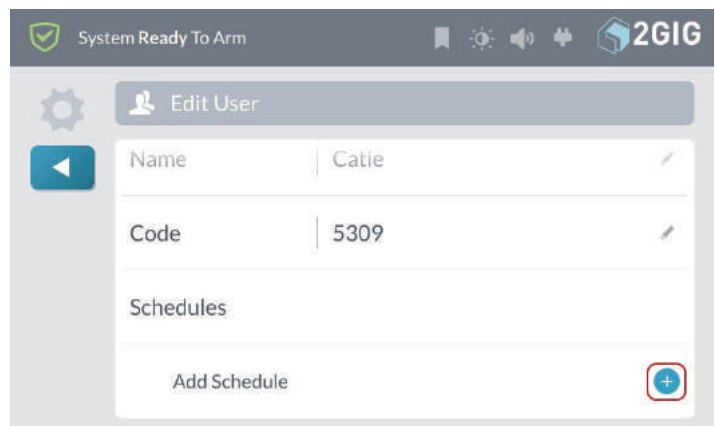 System Ready To Arm
2GIG
Edit User
Name Catie
Code 5309
Schedules
Add Schedule